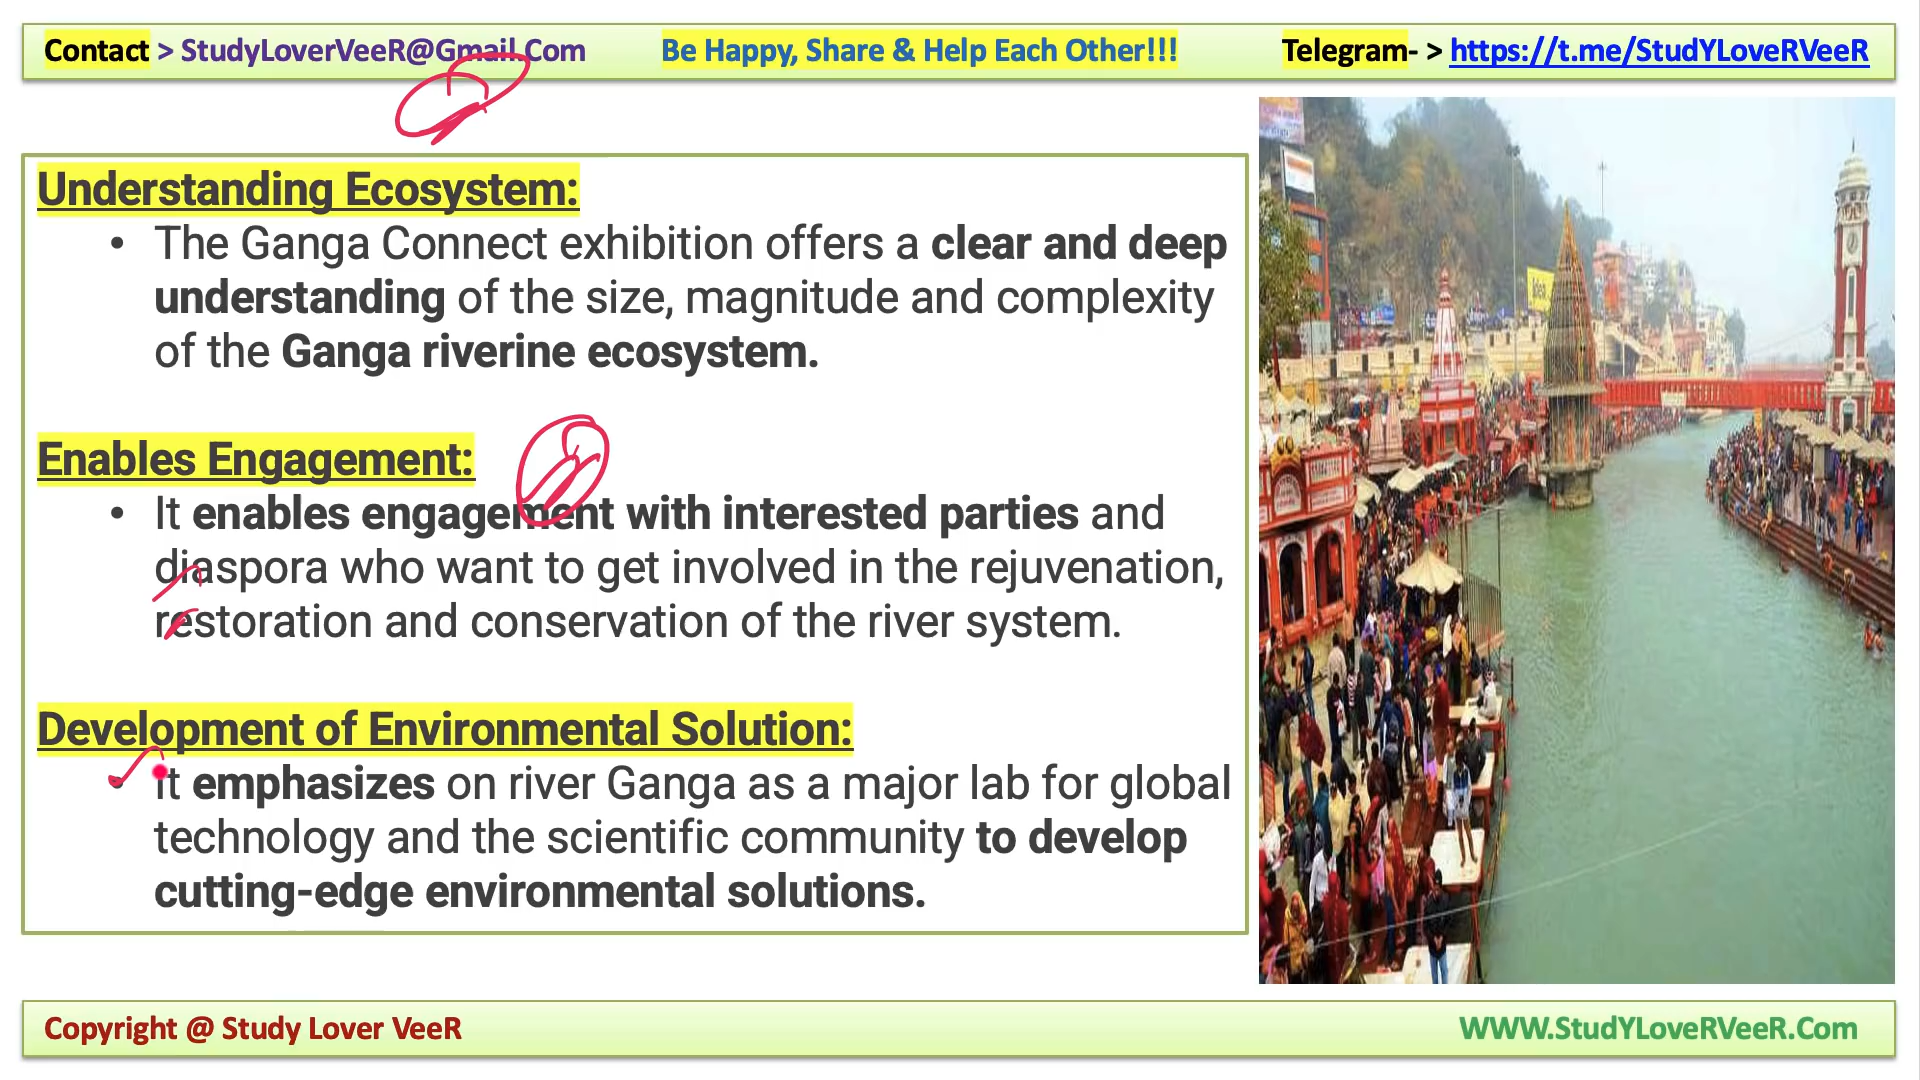 Contact > StudyLoverVeeR@Gmail.Com Be Happy, Share & Help Each Other!!! Telegram- > https://t.me/StudYLoveRVeeR
Understanding Ecosystem:
• The Ganga Connect exhibition offers a clear and deep
understanding of the size, magnitude and complexity
of the Ganga riverine ecosystem.
Enables Engagement:
• It enables engagement with interested parties and
diaspora who want to get involved in the rejuvenation,
restoration and conservation of the river system.
Development of Environmental Solution:
• It emphasizes on river Ganga as a major lab for global
technology and the scientific community to develop
cutting-edge environmental solutions.
Copyright @ Study Lover VeeR WWW.StudYLoveRVeeR.Com